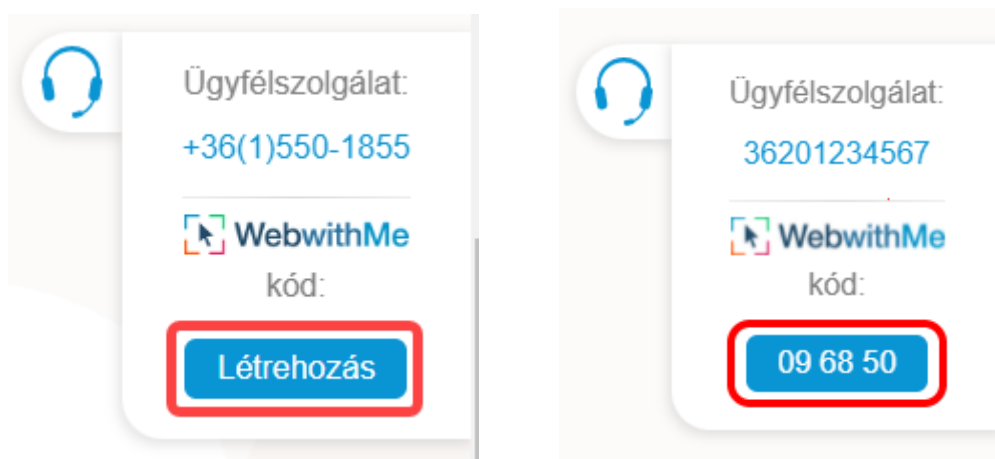 Ügyfélszolgálat:
+36(1)550-1855
WebwithMe
kód:
Létrehozás
Ügyfélszolgálat:
36201234567
WebwithMe
kód:
09 68 50